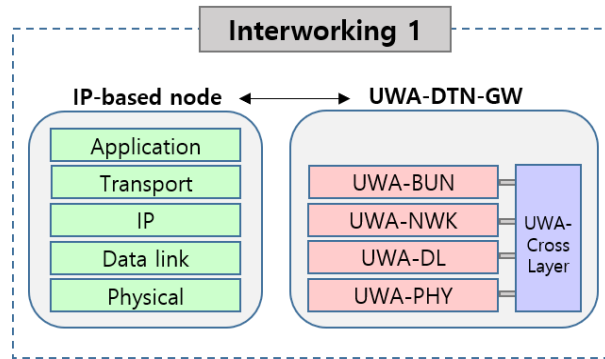 Interworking 1
IP-based node
UWA-DTN-GW
Application
Transport
IP
Data link
Physical
UWA-BUN
UWA-NWK
UWA-DL
UWA-PHY
UWA-
Cross
Layer